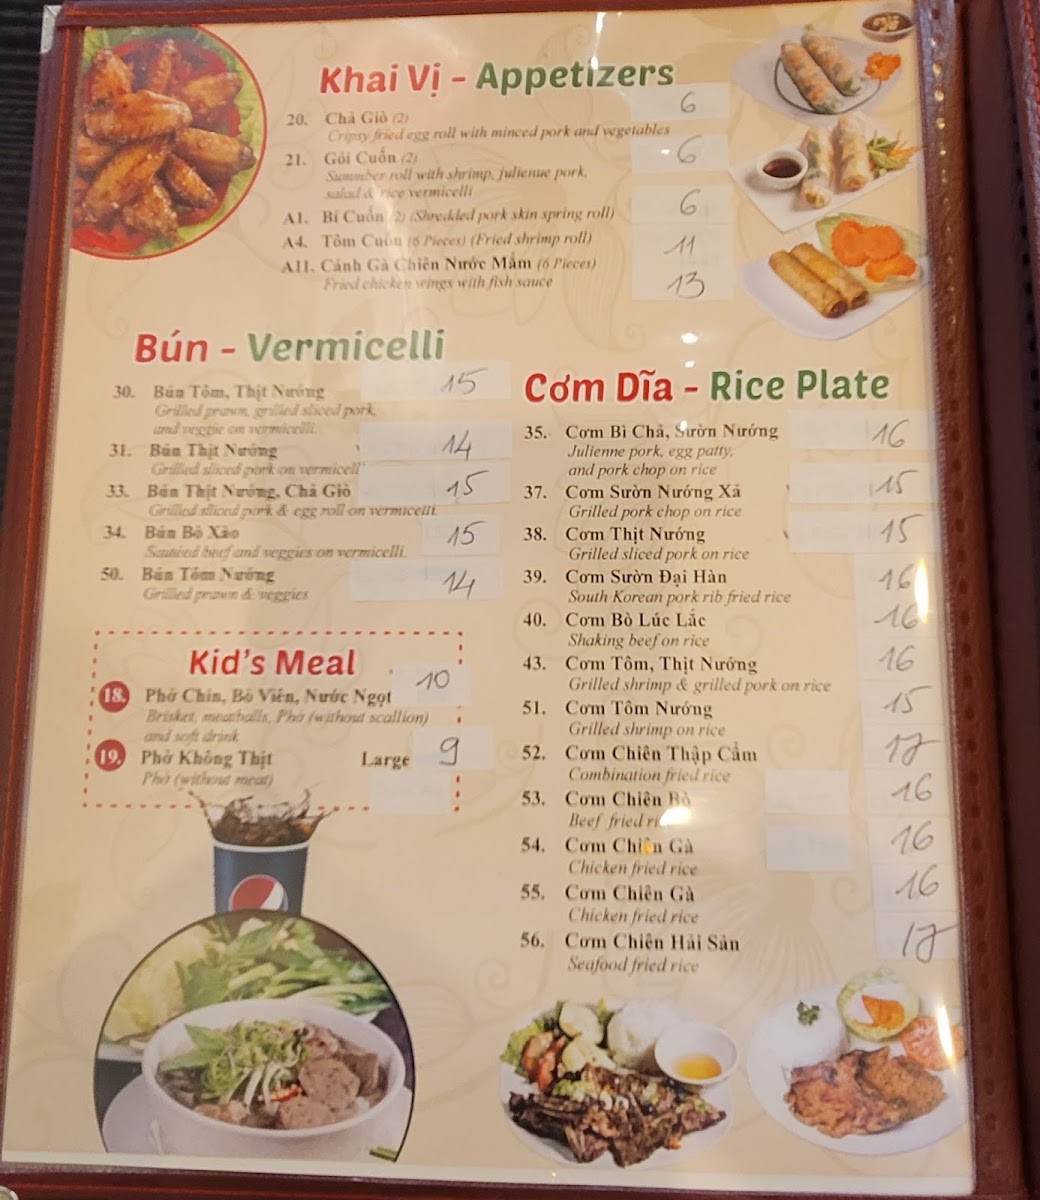 Khai Vị - Appetizers
20. Chả Giò (2) 6
Cripsy fried egg roll with minced pork and vegetables
21. Gỏi Cuốn (2) 6
Summber roll with shrimp, julienue pork,
salad & rice vermicelli
A1. Bì Cuốn (2) (Shredded pork skin spring roll) 6
A4. Tôm Cuốn (6 Pieces) (Fried shrimp roll) 11
A11. Cánh Gà Chiên Nước Mắm (6 Pieces) 13
Fried chicken wings with fish sauce
Bún - Vermicelli
30. Bún Tôm, Thịt Nướng 15
Grilled prawn, grilled sliced pork,
and veggie on vermicelli.
31. Bún Thịt Nướng 14
Grilled sliced pork on vermicell
33. Bún Thịt Nướng, Chả Giò 15
Grilled sliced pork & egg roll on vermicelli.
34. Bún Bò Xào 15
Sautéed beef and veggies on vermicelli.
50. Bún Tôm Nướng 14
Grilled prawn & veggies
Kid's Meal
18. Phở Chín, Bò Viên, Nước Ngọt 10
Brisket, meatballs, Pho (without scallion)
and soft drink
19. Phở Không Thịt Large 9
Phở (without meat)
Cơm Dĩa - Rice Plate
35. Cơm Bì Chả, Sườn Nướng 16
Julienne pork, egg patty,
and pork chop on rice
37. Cơm Sườn Nướng Xả 15
Grilled pork chop on rice
38. Cơm Thịt Nướng 15
Grilled sliced pork on rice
39. Cơm Sườn Đại Hàn 16
South Korean pork rib fried rice
40. Cơm Bò Lúc Lắc 16
Shaking beef on rice
43. Cơm Tôm, Thịt Nướng 16
Grilled shrimp & grilled pork on rice
51. Cơm Tôm Nướng 15
Grilled shrimp on rice
52. Cơm Chiên Thập Cẩm 17
Combination fried rice
53. Cơm Chiên Bò 16
Beef fried ri
54. Cơm Chiên Gà 16
Chicken fried rice
55. Cơm Chiên Gà 16
Chicken fried rice
56. Cơm Chiên Hải Sản 17
Seafood fried rice